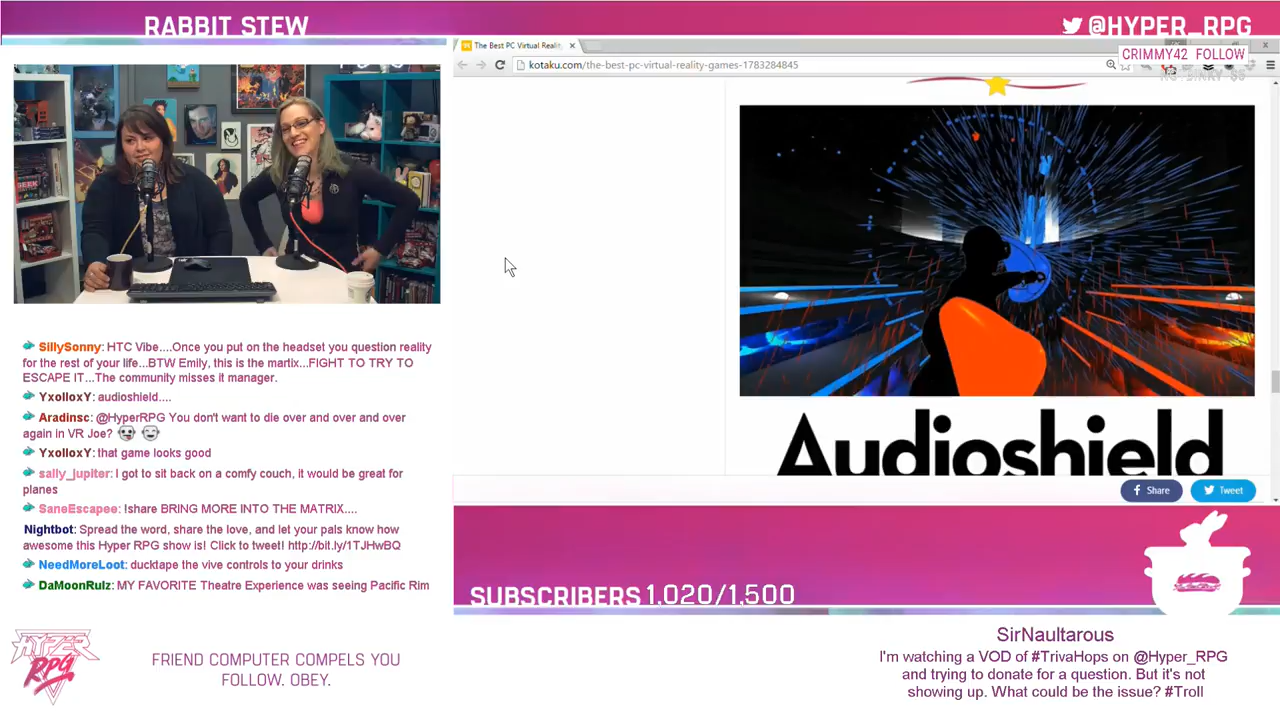 RABBIT STEW
@HYPER_RPG
The Best PC Virtual Realit
CRIMMY42 FOLLOW
kotaku.com/the-best-pc-virtual-reality-games-1783284845
Audioshield
Share
Tweet
SillySonny: HTC Vibe....Once you put on the headset you question reality
for the rest of your life...BTW Emily, this is the martix...FIGHT TO TRY TO
ESCAPE IT...The community misses it manager.
YxolloxY: audioshield....
Aradinsc: @HyperRPG You don't want to die over and over and over
again in VR Joe?
YxolloxY: that game looks good
sally_jupiter: I got to sit back on a comfy couch, it would be great for
planes
SaneEscapee: !share BRING MORE INTO THE MATRIX....
Nightbot: Spread the word, share the love, and let your pals know how
awesome this Hyper RPG show is! Click to tweet! http://bit.ly/1TJHwBQ
NeedMoreLoot: ducktape the vive controls to your drinks
DaMoonRulz: MY FAVORITE Theatre Experience was seeing Pacific Rim
SUBSCRIBERS 1,020/1,500
HYPER
RPG
FRIEND COMPUTER COMPELS YOU
FOLLOW. OBEY.
SirNaultarous
I'm watching a VOD of #TrivaHops on @Hyper_RPG
and trying to donate for a question. But it's not
showing up. What could be the issue? #Troll